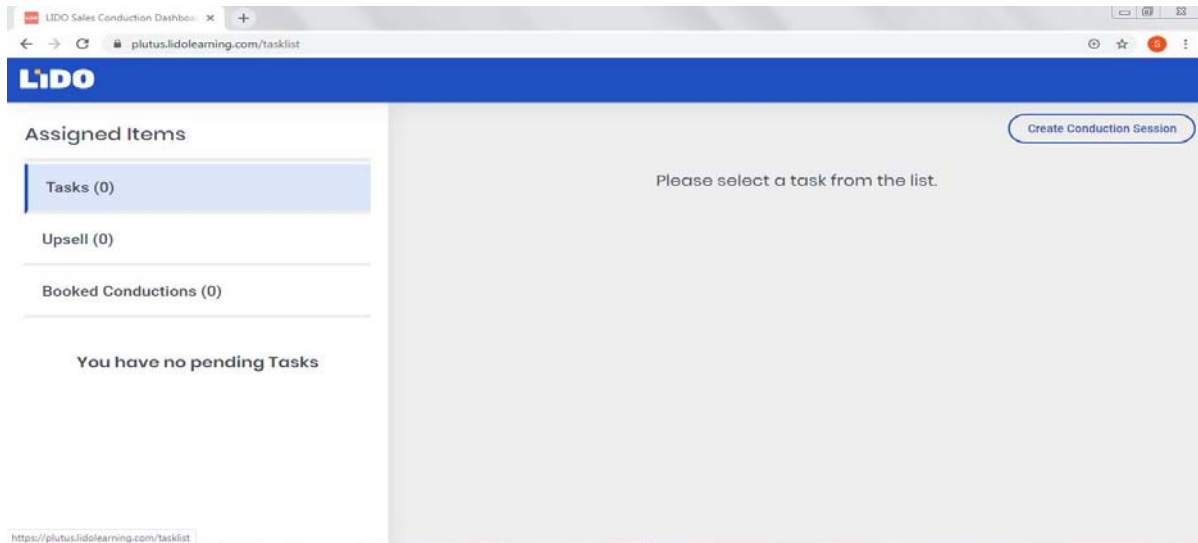 LIDO Sales Conduction Dashboa
plutus.lidolearning.com/tasklist
S
LiDO
Assigned Items
Create Conduction Session
Tasks (0)
Please select a task from the list.
Upsell (0)
Booked Conductions (0)
You have no pending Tasks
https://plutus.lidolearning.com/tasklist